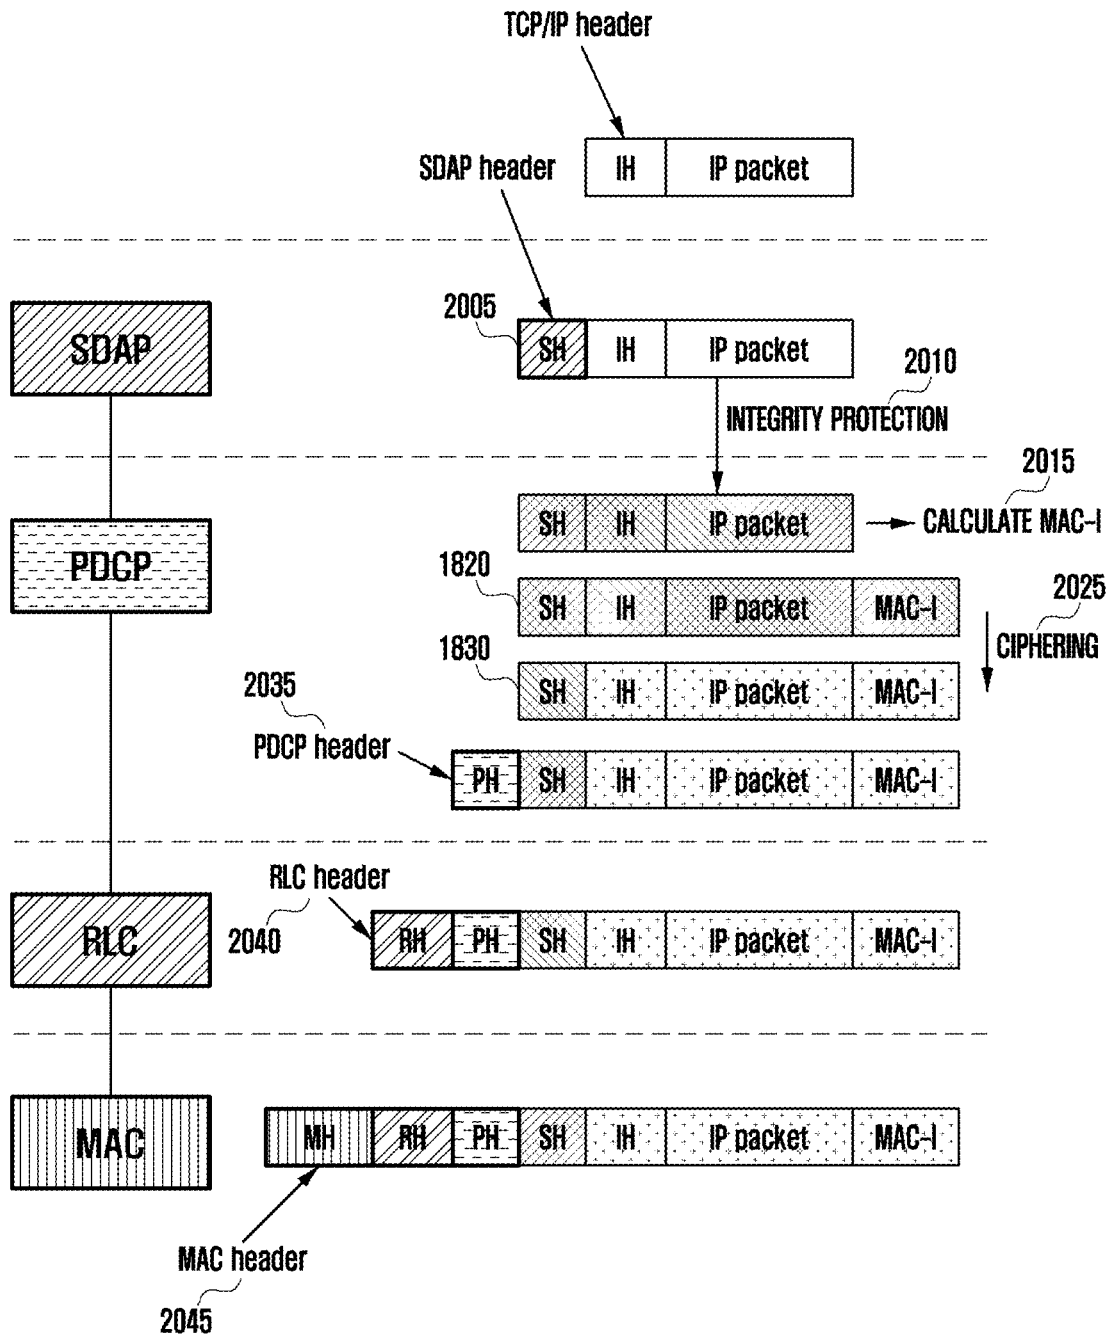 TCP/IP header
IH IP packet
SDAP header
2005
SDAP
SH IH IP packet
2010
INTEGRITY PROTECTION
2015
SH IH IP packet
CALCULATE MAC-I
PDCP
1820
SH IH IP packet MAC-I
2025
CIPHERING
1830
SH IH IP packet MAC-I
2035
PDCP header
PH SH IH IP packet MAC-I
RLC header
RLC
2040
RH PH SH IH IP packet MAC-I
MAC
MH RH PH SH IH IP packet MAC-I
MAC header
2045